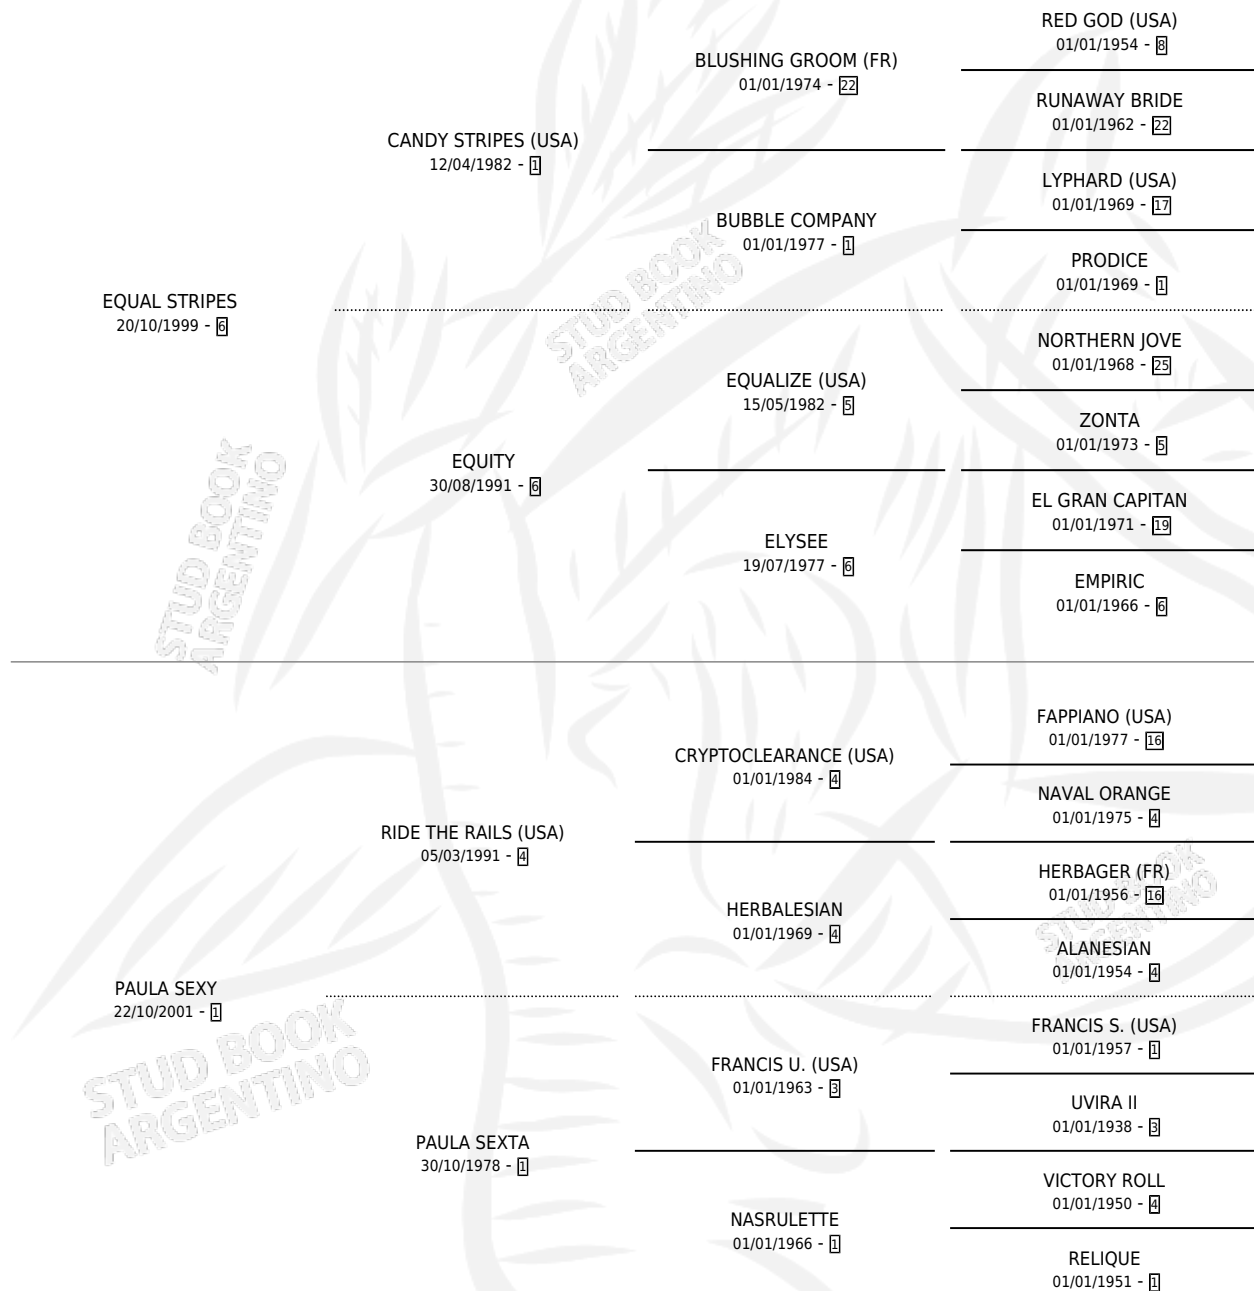 RED GOD (USA)
01/01/1954 - 8
BLUSHING GROOM (FR)
01/01/1974 - 22
RUNAWAY BRIDE
01/01/1962 - 22
CANDY STRIPES (USA)
12/04/1982 - 1
LYPHARD (USA)
01/01/1969 - 17
BUBBLE COMPANY
01/01/1977 - 1
PRODICE
01/01/1969 - 1
EQUAL STRIPES
20/10/1999 - 6
STUD BOOK
ARGENTINO
NORTHERN JOVE
01/01/1968 - 25
EQUALIZE (USA)
15/05/1982 - 5
ZONTA
01/01/1973 - 5
EQUITY
30/08/1991 - 6
EL GRAN CAPITAN
01/01/1971 - 19
ELYSEE
19/07/1977 - 6
EMPIRIC
01/01/1966 - 6
STUD BOOK
ARGENTINO
FAPPIANO (USA)
01/01/1977 - 16
CRYPTOCLEARANCE (USA)
01/01/1984 - 4
NAVAL ORANGE
01/01/1975 - 4
RIDE THE RAILS (USA)
05/03/1991 - 4
HERBAGER (FR)
01/01/1956 - 16
HERBALESIAN
01/01/1969 - 4
ALANESIAN
01/01/1954 - 4
STUD BOOK
ARGENTINO
PAULA SEXY
22/10/2001 - 1
STUD BOOK
ARGENTINO
FRANCIS S. (USA)
01/01/1957 - 1
FRANCIS U. (USA)
01/01/1963 - 3
UVIRA II
01/01/1938 - 3
PAULA SEXTA
30/10/1978 - 1
VICTORY ROLL
01/01/1950 - 4
NASRULETTE
01/01/1966 - 1
RELIQUE
01/01/1951 - 1